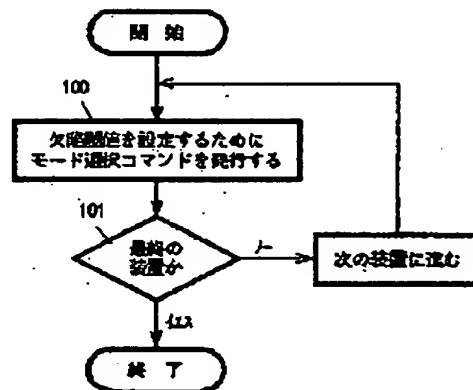 開始
100
欠陥閾値を設定するために
モード選択コマンドを発行する
101
最終の
装置か
ノー
次の装置に進む
イエス
終了